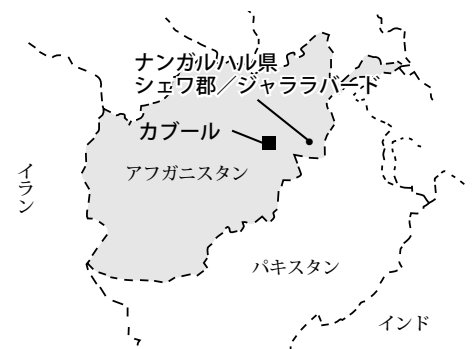 ナンガルハル県
シェワ郡／ジャララバード
カブール
アフガニスタン
イラン
パキスタン
インド